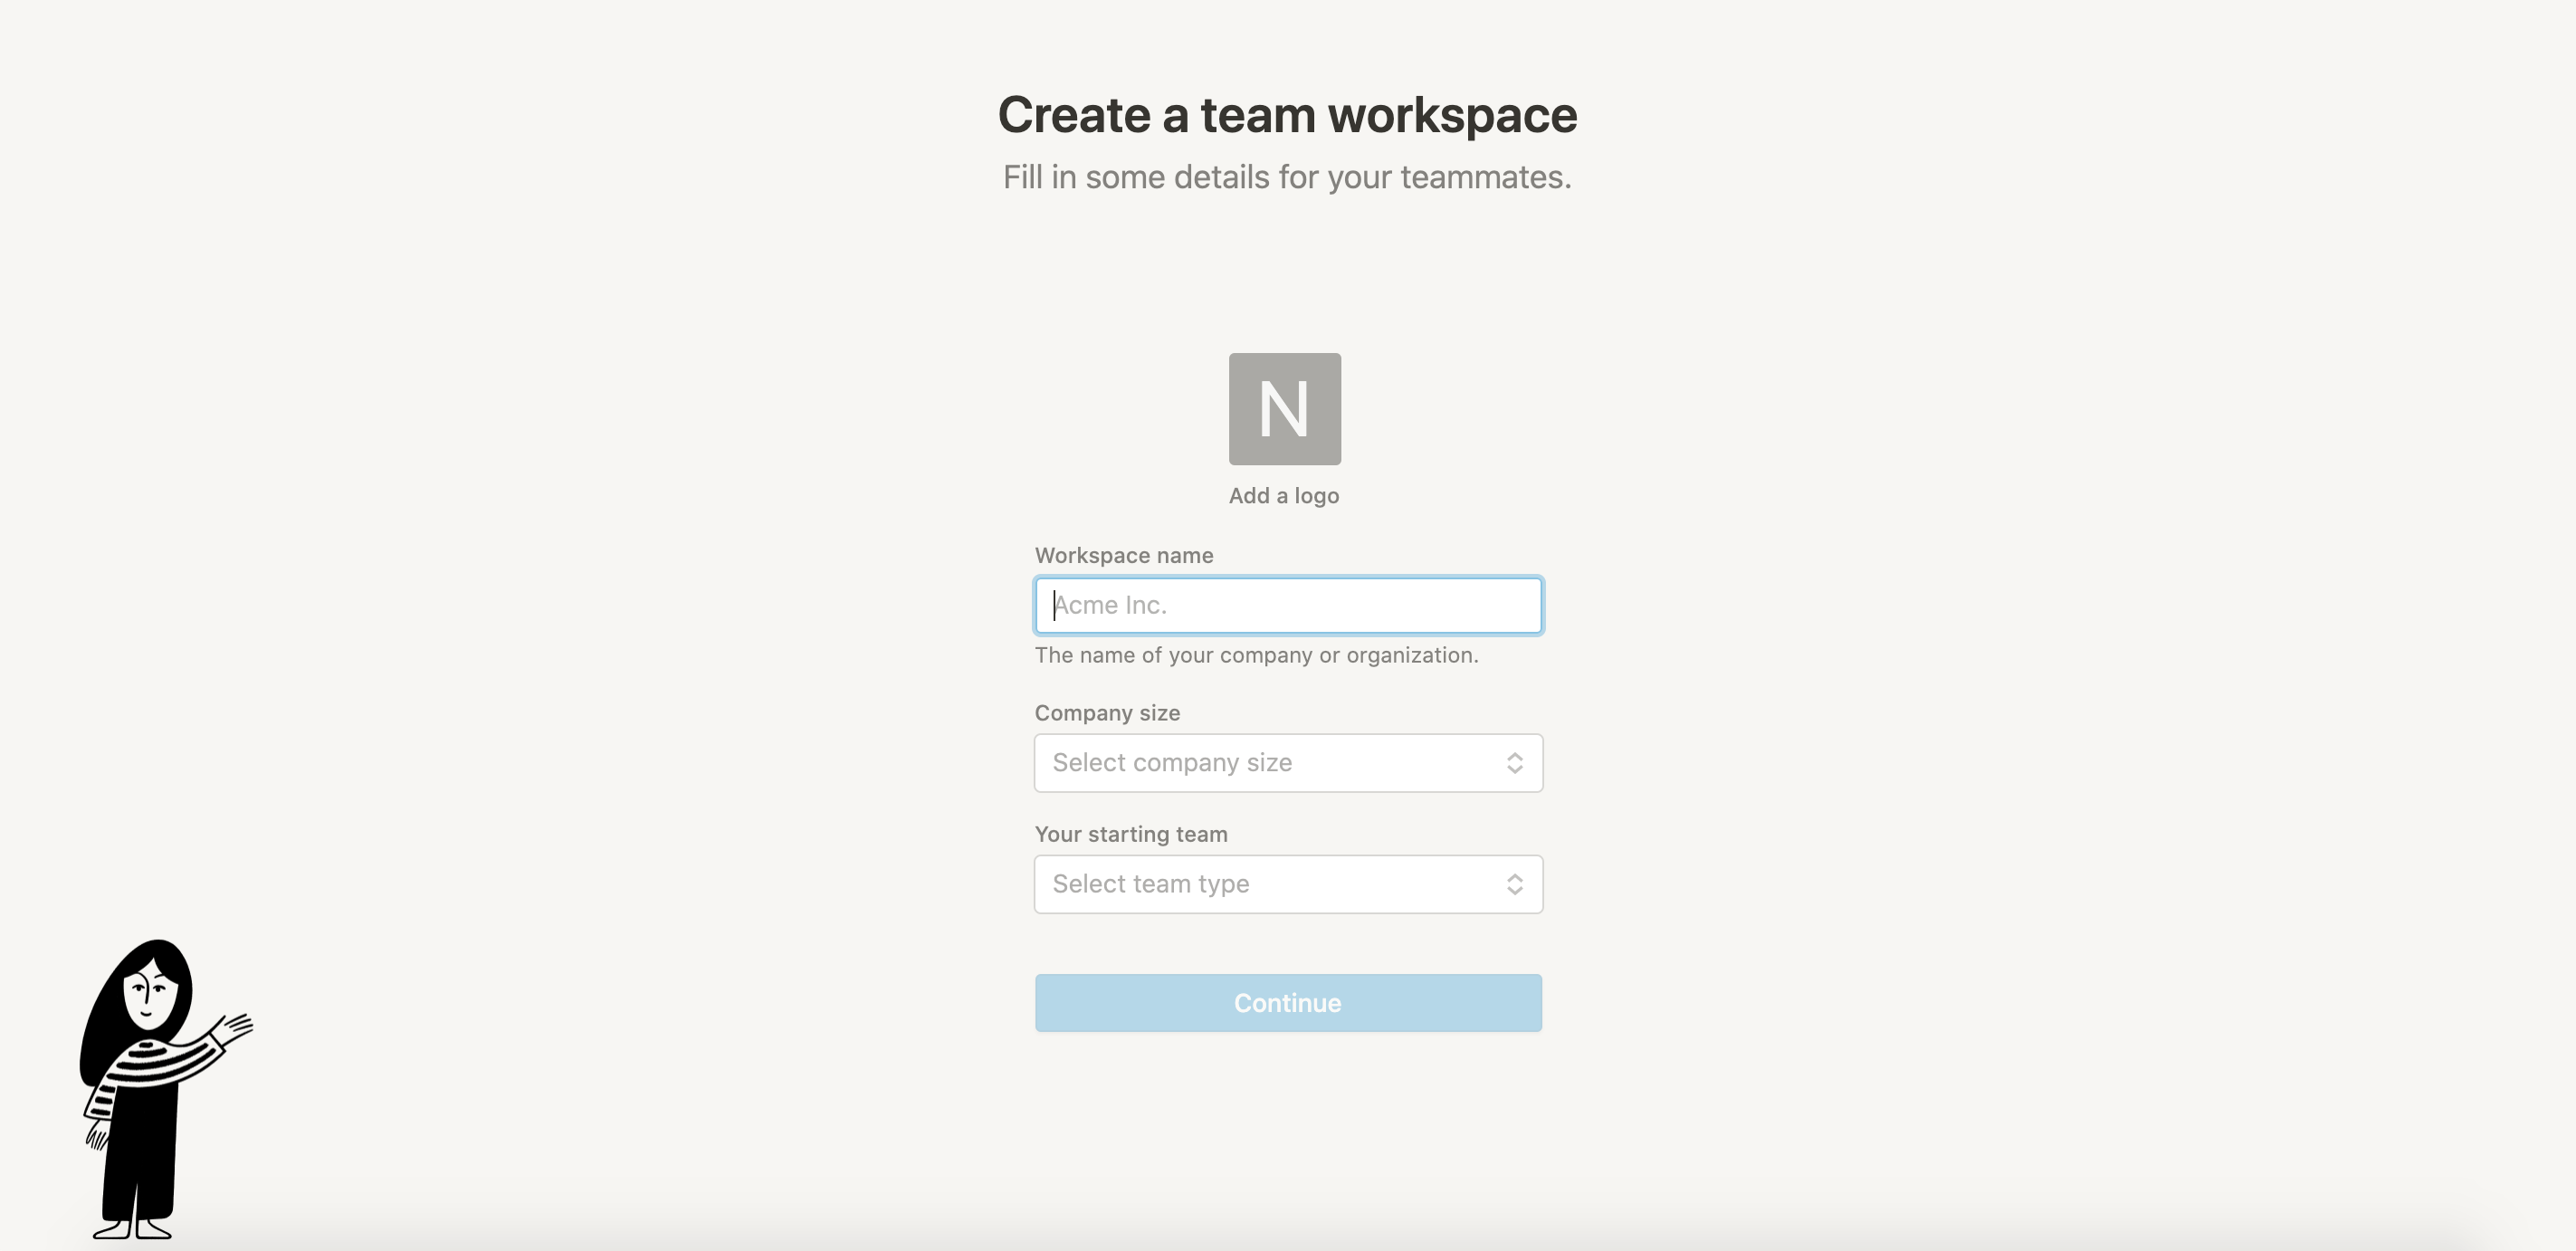 Create a team workspace
Fill in some details for your teammates.
N
Add a logo
Workspace name
Acme Inc.
The name of your company or organization.
Company size
Select company size
Your starting team
Select team type
Continue